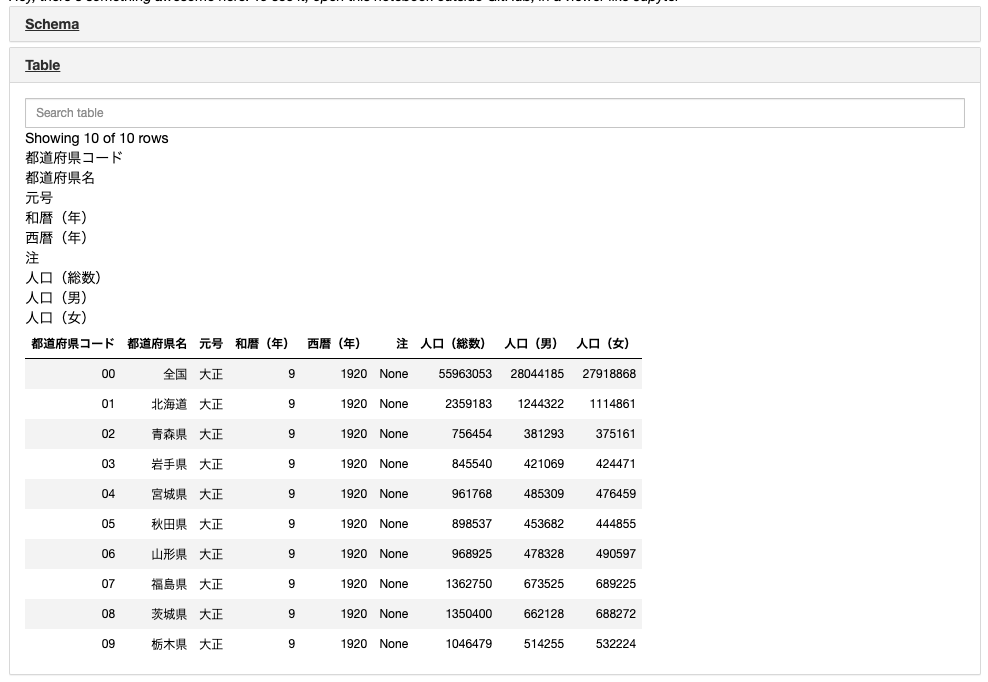 Schema
Table
Search table
Showing 10 of 10 rows
都道府県コード
都道府県名
元号
和暦（年）
西暦（年）
注
人口（総数）
人口（男）
人口（女）
都道府県コード 都道府県名 元号 和暦（年） 西暦（年） 注 人口（総数） 人口（男） 人口（女）
00 全国 大正 9 1920 None 55963053 28044185 27918868
01 北海道 大正 9 1920 None 2359183 1244322 1114861
02 青森県 大正 9 1920 None 756454 381293 375161
03 岩手県 大正 9 1920 None 845540 421069 424471
04 宮城県 大正 9 1920 None 961768 485309 476459
05 秋田県 大正 9 1920 None 898537 453682 444855
06 山形県 大正 9 1920 None 968925 478328 490597
07 福島県 大正 9 1920 None 1362750 673525 689225
08 茨城県 大正 9 1920 None 1350400 662128 688272
09 栃木県 大正 9 1920 None 1046479 514255 532224